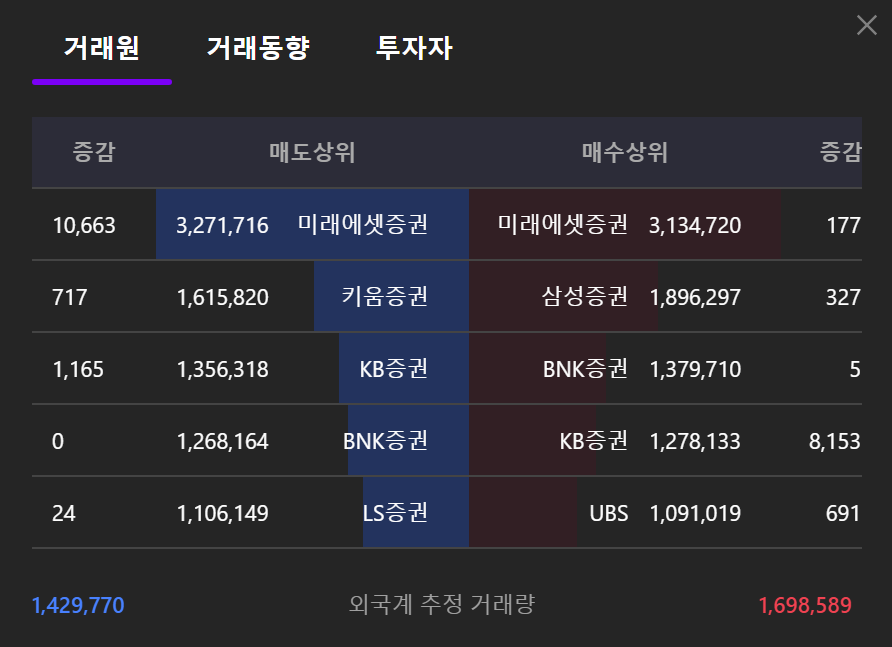 거래원 거래동향 투자자
증감 매도상위 매수상위 증감
10,663 3,271,716 미래에셋증권 미래에셋증권 3,134,720 177
717 1,615,820 키움증권 삼성증권 1,896,297 327
1,165 1,356,318 KB증권 BNK증권 1,379,710 5
0 1,268,164 BNK증권 KB증권 1,278,133 8,153
24 1,106,149 LS증권 UBS 1,091,019 691
1,429,770 외국계 추정 거래량 1,698,589